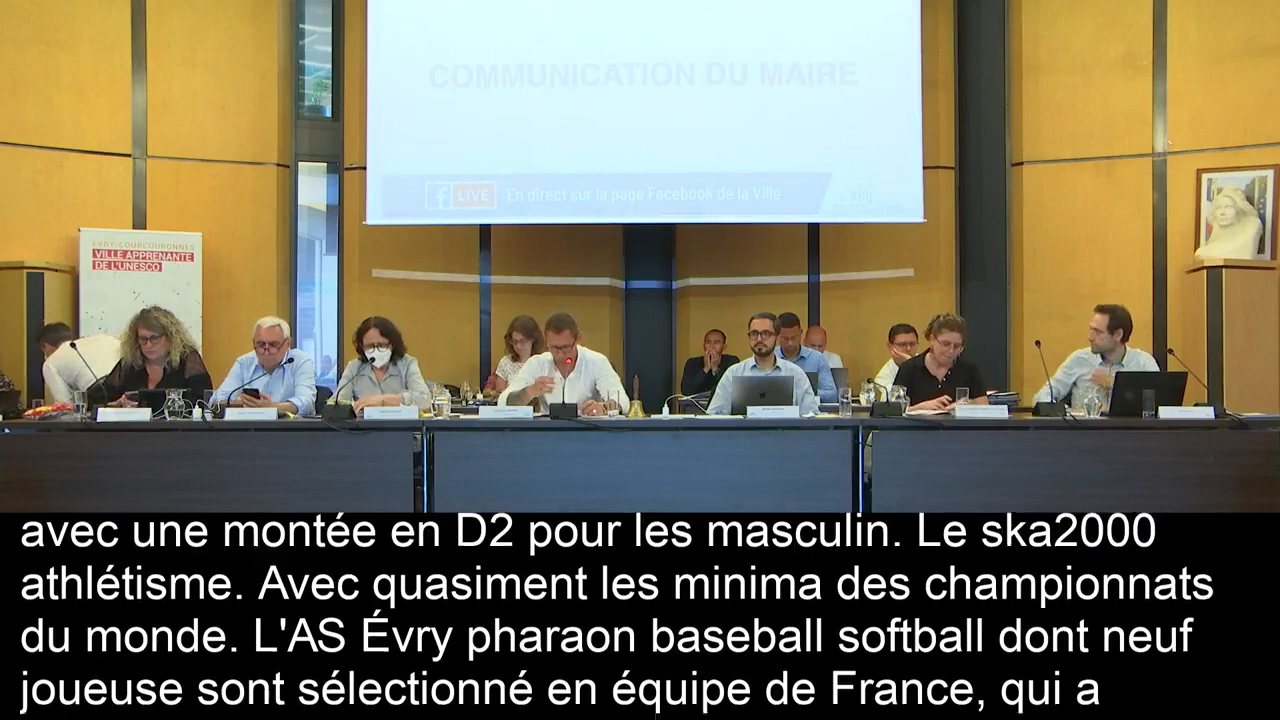 COMMUNICATION DU MAIRE
f LIVE En direct sur la page Facebook de la Ville
ÉVRY-COURCOURONNES
VILLE APPRENANTE
DE L'UNESCO
avec une montée en D2 pour les masculin. Le ska2000
athlétisme. Avec quasiment les minima des championnats
du monde. L'AS Évry pharaon baseball softball dont neuf
joueuse sont sélectionné en équipe de France, qui a